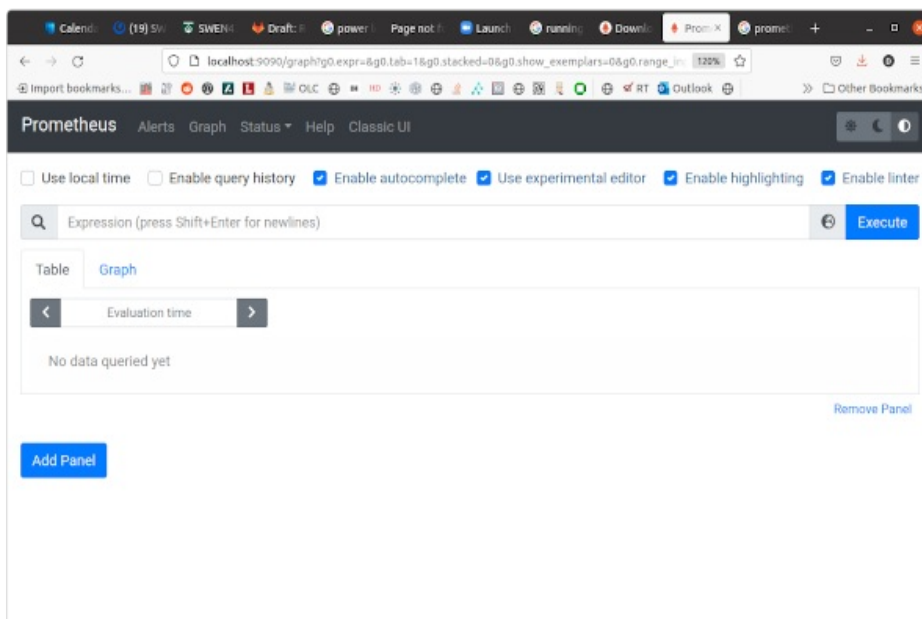 Calend (19) SW SWEN4 Draft: R power Page not f Launch running Downlo Prom promet
localhost:9090/graph?g0.expr=&g0.tab=1&g0.stacked=0&g0.show_exemplars=0&g0.range_in 120%
Import bookmarks... OLC RT Outlook Other Bookmarks
Prometheus Alerts Graph Status Help Classic UI
Use local time Enable query history Enable autocomplete Use experimental editor Enable highlighting Enable linter
Expression (press Shift+Enter for newlines) Execute
Table Graph
Evaluation time
No data queried yet
Remove Panel
Add Panel